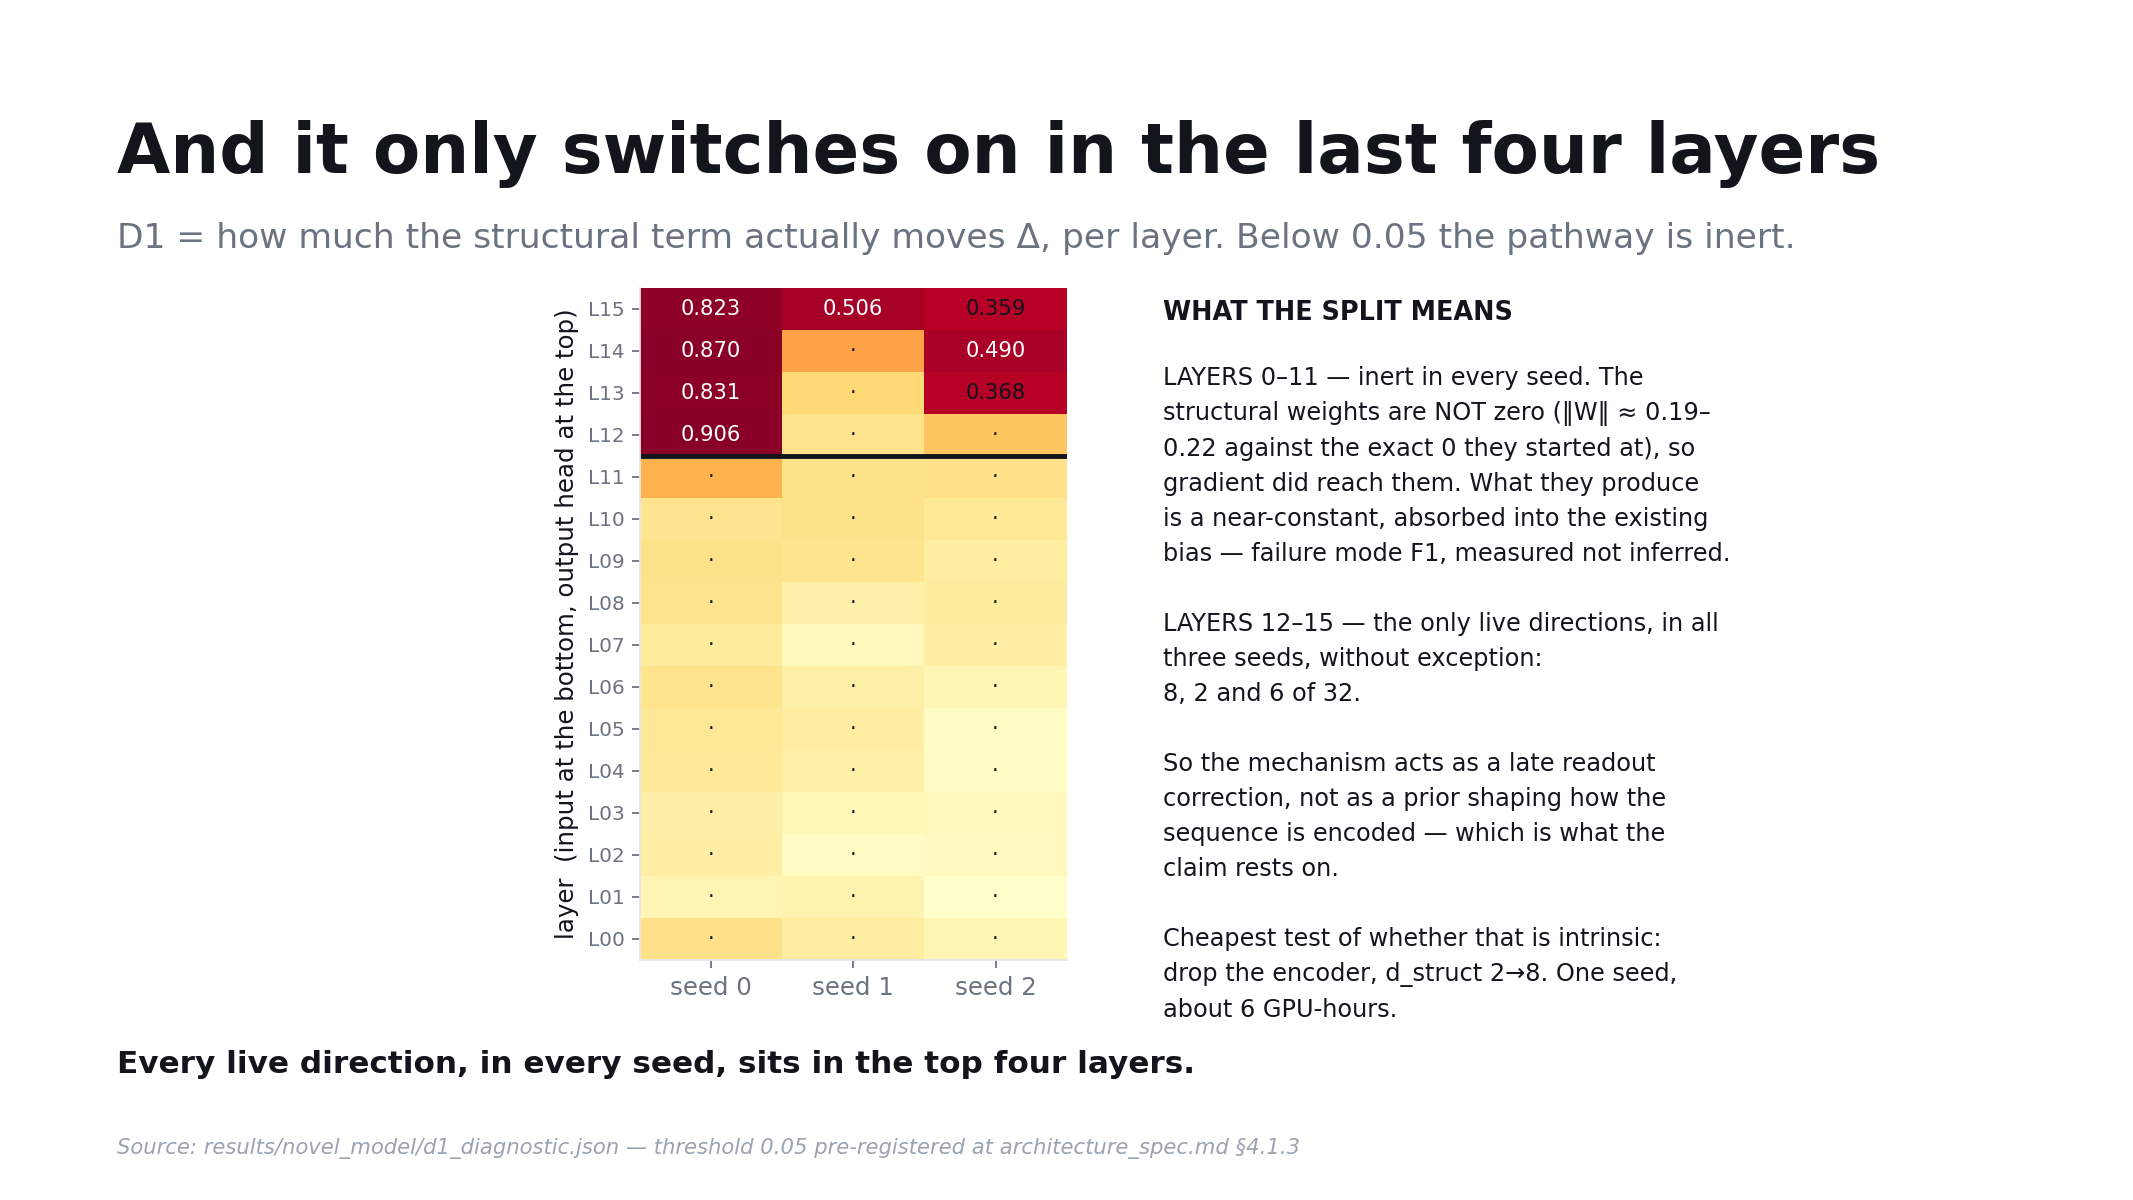 And it only switches on in the last four layers
D1 = how much the structural term actually moves Δ, per layer. Below 0.05 the pathway is inert.
layer (input at the bottom, output head at the top)
L15 0.823 0.506 0.359
L14 0.870 · 0.490
L13 0.831 · 0.368
L12 0.906 · ·
L11 · · ·
L10 · · ·
L09 · · ·
L08 · · ·
L07 · · ·
L06 · · ·
L05 · · ·
L04 · · ·
L03 · · ·
L02 · · ·
L01 · · ·
L00 · · ·
seed 0 seed 1 seed 2
WHAT THE SPLIT MEANS
LAYERS 0–11 — inert in every seed. The
structural weights are NOT zero (‖W‖ ≈ 0.19–
0.22 against the exact 0 they started at), so
gradient did reach them. What they produce
is a near-constant, absorbed into the existing
bias — failure mode F1, measured not inferred.
LAYERS 12–15 — the only live directions, in all
three seeds, without exception:
8, 2 and 6 of 32.
So the mechanism acts as a late readout
correction, not as a prior shaping how the
sequence is encoded — which is what the
claim rests on.
Cheapest test of whether that is intrinsic:
drop the encoder, d_struct 2→8. One seed,
about 6 GPU-hours.
Every live direction, in every seed, sits in the top four layers.
Source: results/novel_model/d1_diagnostic.json — threshold 0.05 pre-registered at architecture_spec.md §4.1.3